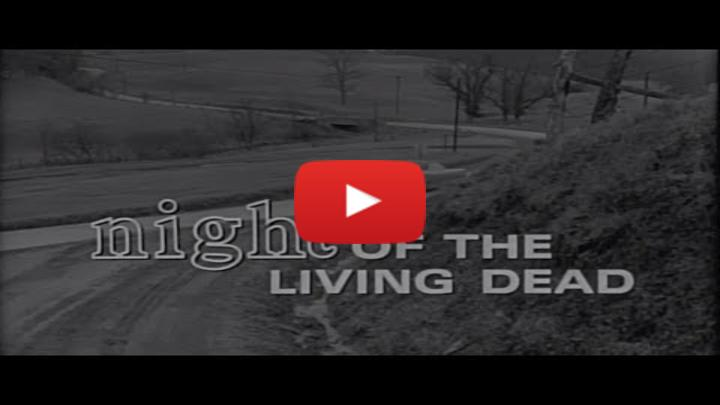 night OF THE
LIVING DEAD